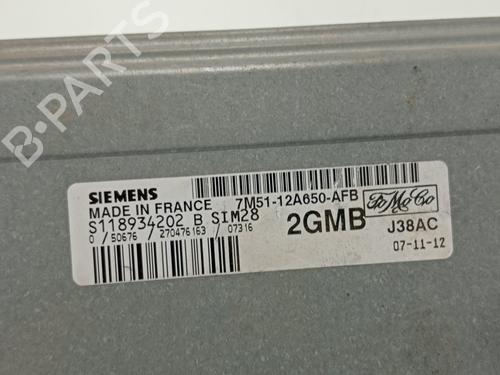 B-PARTS
SIEMENS
MADE IN FRANCE 7M51-12A650-AFB FoMoCo
S118934202 B SIM28 2GMB J38AC
0 / 50676 / 270476163 / 07316 07-11-12